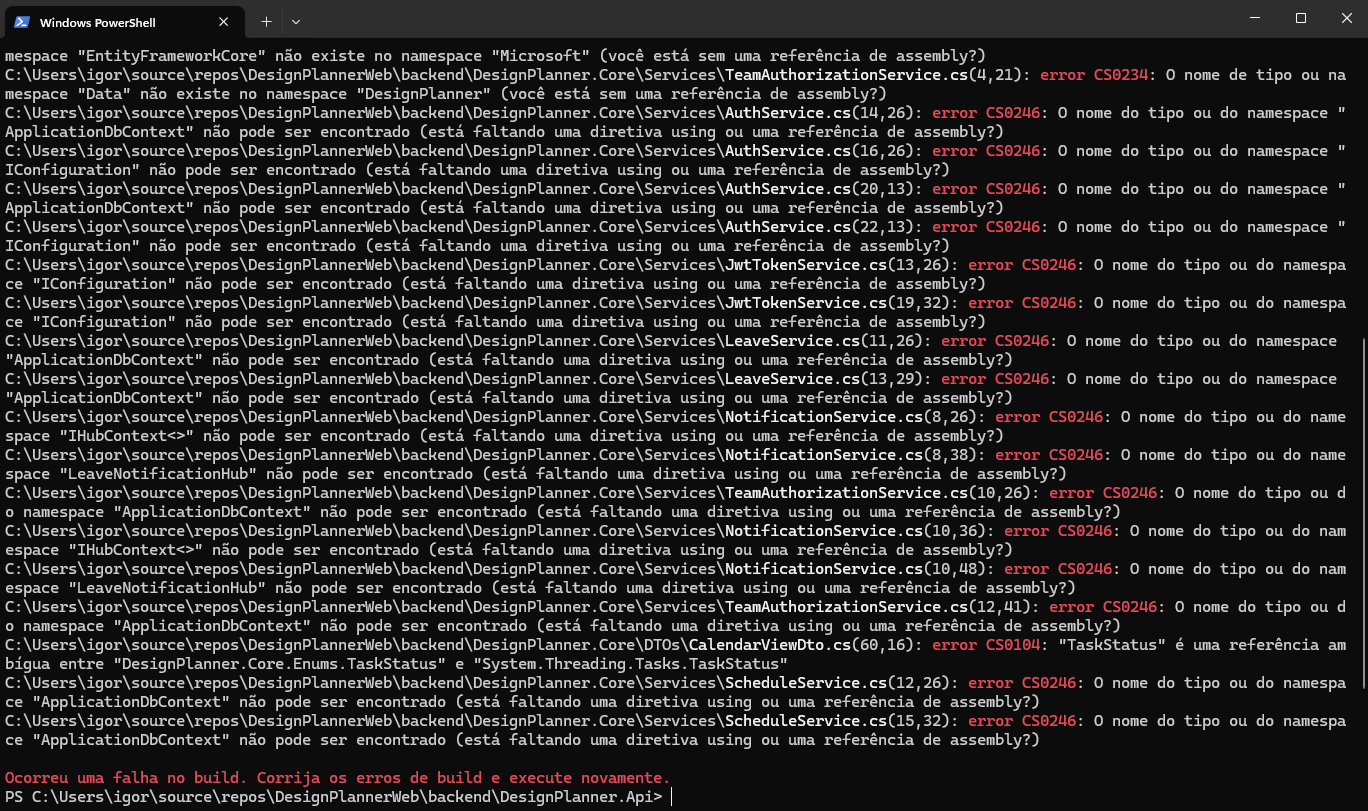 Windows PowerShell
mespace "EntityFrameworkCore" não existe no namespace "Microsoft" (você está sem uma referência de assembly?)
C:\Users\igor\source\repos\DesignPlannerWeb\backend\DesignPlanner.Core\Services\TeamAuthorizationService.cs(4,21): error CS0234: O nome de tipo ou na
mespace "Data" não existe no namespace "DesignPlanner" (você está sem uma referência de assembly?)
C:\Users\igor\source\repos\DesignPlannerWeb\backend\DesignPlanner.Core\Services\AuthService.cs(14,26): error CS0246: O nome do tipo ou do namespace "
ApplicationDbContext" não pode ser encontrado (está faltando uma diretiva using ou uma referência de assembly?)
C:\Users\igor\source\repos\DesignPlannerWeb\backend\DesignPlanner.Core\Services\AuthService.cs(16,26): error CS0246: O nome do tipo ou do namespace "
IConfiguration" não pode ser encontrado (está faltando uma diretiva using ou uma referência de assembly?)
C:\Users\igor\source\repos\DesignPlannerWeb\backend\DesignPlanner.Core\Services\AuthService.cs(20,13): error CS0246: O nome do tipo ou do namespace "
ApplicationDbContext" não pode ser encontrado (está faltando uma diretiva using ou uma referência de assembly?)
C:\Users\igor\source\repos\DesignPlannerWeb\backend\DesignPlanner.Core\Services\AuthService.cs(22,13): error CS0246: O nome do tipo ou do namespace "
IConfiguration" não pode ser encontrado (está faltando uma diretiva using ou uma referência de assembly?)
C:\Users\igor\source\repos\DesignPlannerWeb\backend\DesignPlanner.Core\Services\JwtTokenService.cs(13,26): error CS0246: O nome do tipo ou do namespa
ce "IConfiguration" não pode ser encontrado (está faltando uma diretiva using ou uma referência de assembly?)
C:\Users\igor\source\repos\DesignPlannerWeb\backend\DesignPlanner.Core\Services\JwtTokenService.cs(19,32): error CS0246: O nome do tipo ou do namespa
ce "IConfiguration" não pode ser encontrado (está faltando uma diretiva using ou uma referência de assembly?)
C:\Users\igor\source\repos\DesignPlannerWeb\backend\DesignPlanner.Core\Services\LeaveService.cs(11,26): error CS0246: O nome do tipo ou do namespace
"ApplicationDbContext" não pode ser encontrado (está faltando uma diretiva using ou uma referência de assembly?)
C:\Users\igor\source\repos\DesignPlannerWeb\backend\DesignPlanner.Core\Services\LeaveService.cs(13,29): error CS0246: O nome do tipo ou do namespace
"ApplicationDbContext" não pode ser encontrado (está faltando uma diretiva using ou uma referência de assembly?)
C:\Users\igor\source\repos\DesignPlannerWeb\backend\DesignPlanner.Core\Services\NotificationService.cs(8,26): error CS0246: O nome do tipo ou do name
space "IHubContext<>" não pode ser encontrado (está faltando uma diretiva using ou uma referência de assembly?)
C:\Users\igor\source\repos\DesignPlannerWeb\backend\DesignPlanner.Core\Services\NotificationService.cs(8,38): error CS0246: O nome do tipo ou do name
space "LeaveNotificationHub" não pode ser encontrado (está faltando uma diretiva using ou uma referência de assembly?)
C:\Users\igor\source\repos\DesignPlannerWeb\backend\DesignPlanner.Core\Services\TeamAuthorizationService.cs(10,26): error CS0246: O nome do tipo ou d
o namespace "ApplicationDbContext" não pode ser encontrado (está faltando uma diretiva using ou uma referência de assembly?)
C:\Users\igor\source\repos\DesignPlannerWeb\backend\DesignPlanner.Core\Services\NotificationService.cs(10,36): error CS0246: O nome do tipo ou do nam
espace "IHubContext<>" não pode ser encontrado (está faltando uma diretiva using ou uma referência de assembly?)
C:\Users\igor\source\repos\DesignPlannerWeb\backend\DesignPlanner.Core\Services\NotificationService.cs(10,48): error CS0246: O nome do tipo ou do nam
espace "LeaveNotificationHub" não pode ser encontrado (está faltando uma diretiva using ou uma referência de assembly?)
C:\Users\igor\source\repos\DesignPlannerWeb\backend\DesignPlanner.Core\Services\TeamAuthorizationService.cs(12,41): error CS0246: O nome do tipo ou d
o namespace "ApplicationDbContext" não pode ser encontrado (está faltando uma diretiva using ou uma referência de assembly?)
C:\Users\igor\source\repos\DesignPlannerWeb\backend\DesignPlanner.Core\DTOs\CalendarViewDto.cs(60,16): error CS0104: "TaskStatus" é uma referência am
bígua entre "DesignPlanner.Core.Enums.TaskStatus" e "System.Threading.Tasks.TaskStatus"
C:\Users\igor\source\repos\DesignPlannerWeb\backend\DesignPlanner.Core\Services\ScheduleService.cs(12,26): error CS0246: O nome do tipo ou do namespa
ce "ApplicationDbContext" não pode ser encontrado (está faltando uma diretiva using ou uma referência de assembly?)
C:\Users\igor\source\repos\DesignPlannerWeb\backend\DesignPlanner.Core\Services\ScheduleService.cs(15,32): error CS0246: O nome do tipo ou do namespa
ce "ApplicationDbContext" não pode ser encontrado (está faltando uma diretiva using ou uma referência de assembly?)
Ocorreu uma falha no build. Corrija os erros de build e execute novamente.
PS C:\Users\igor\source\repos\DesignPlannerWeb\backend\DesignPlanner.Api>